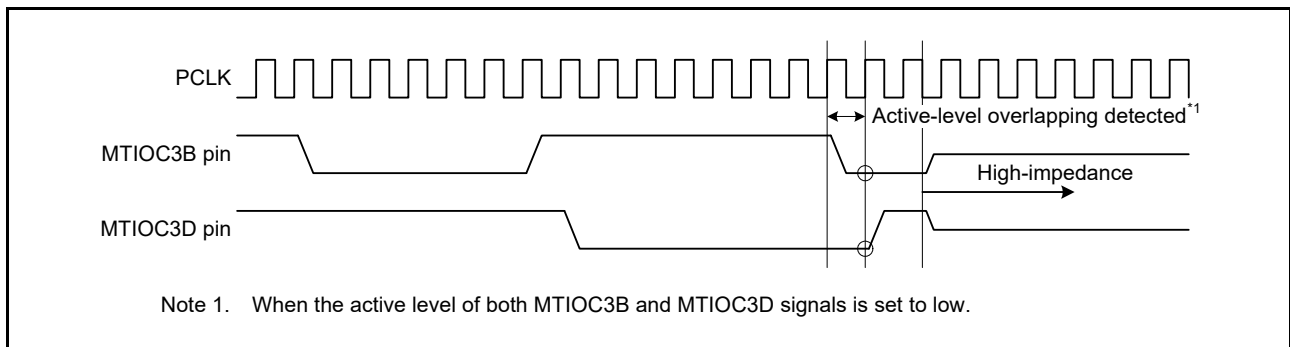 PCLK
Active-level overlapping detected*1
MTIOC3B pin
High-impedance
MTIOC3D pin
Note 1. When the active level of both MTIOC3B and MTIOC3D signals is set to low.